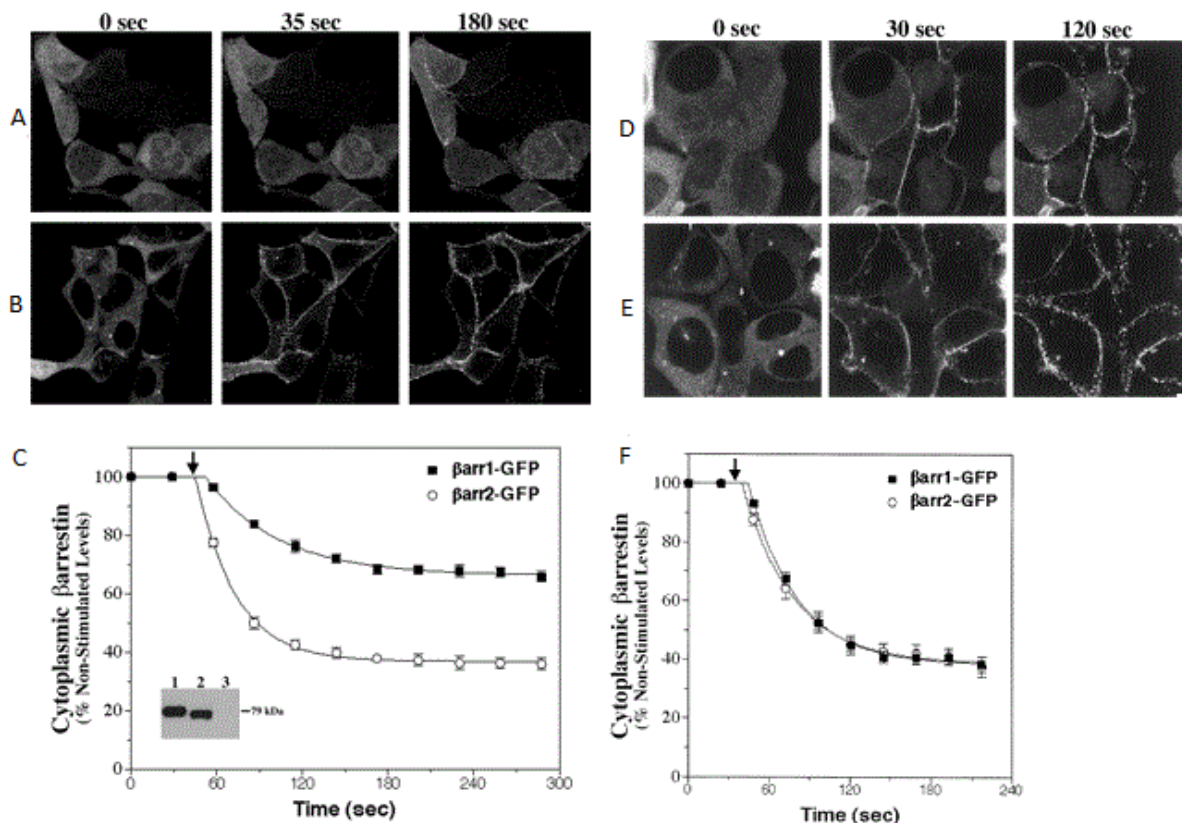 0 sec 35 sec 180 sec
A
B
0 sec 30 sec 120 sec
D
E
C
Cytoplasmic βarrestin
(% Non-Stimulated Levels)
100
80
60
40
20
0
βarr1-GFP
βarr2-GFP
1 2 3
79 kDa
0 60 120 180 240 300
Time (sec)
F
Cytoplasmic βarrestin
(% Non-Stimulated Levels)
100
80
60
40
20
0
βarr1-GFP
βarr2-GFP
0 60 120 180 240
Time (sec)